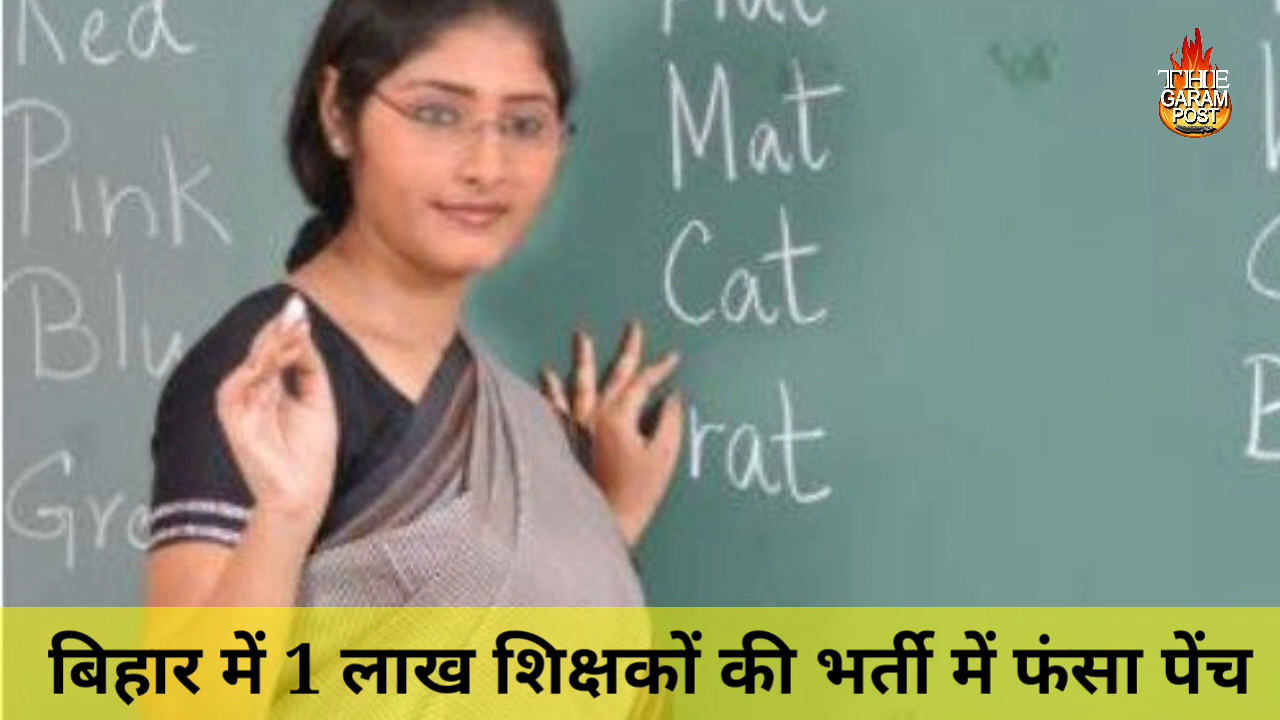 Red
Pink
Mat
Cat
rat
THE
GARAM
POST
बिहार में 1 लाख शिक्षकों की भर्ती में फंसा पेंच